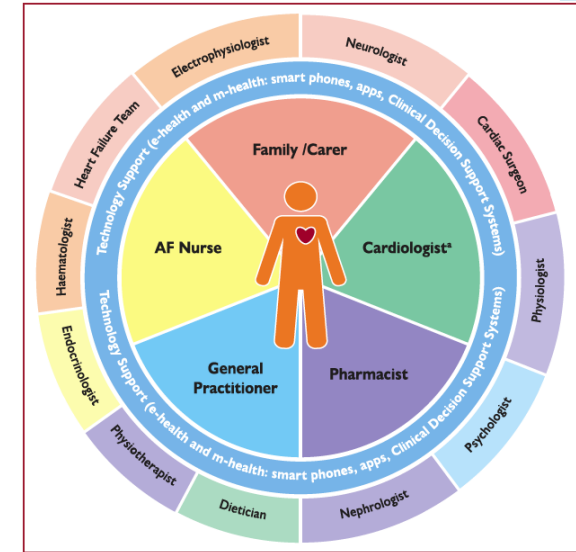 Electrophysiologist
Neurologist
Cardiac Surgeon
Physiologist
Psychologist
Nephrologist
Dietician
Physiotherapist
Endocrinologist
Haematologist
Heart Failure Team
Technology Support (e-health and m-health: smart phones, apps, Clinical Decision Support Systems)
Technology Support (e-health and m-health: smart phones, apps, Clinical Decision Support Systems)
Family /Carer
Cardiologistᵃ
Pharmacist
General
Practitioner
AF Nurse